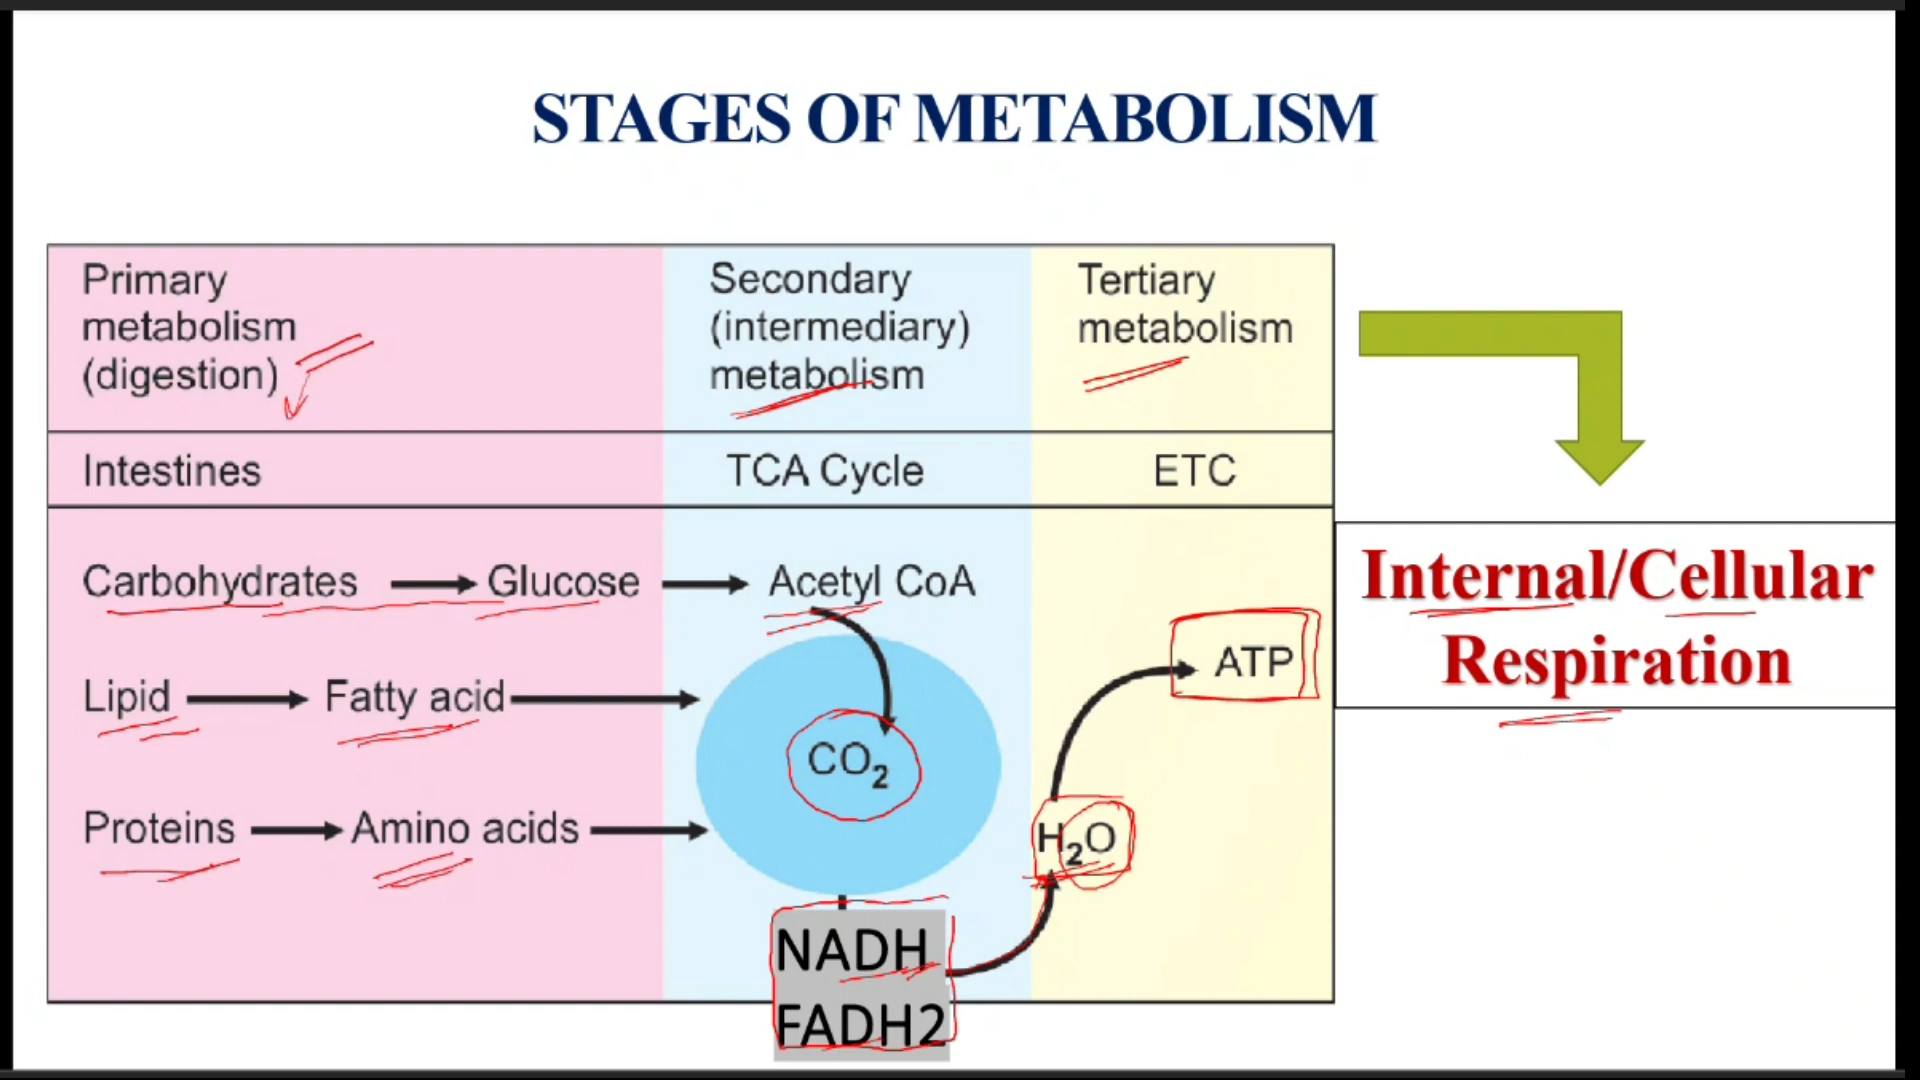 STAGES OF METABOLISM
Primary
metabolism
(digestion)
Secondary
(intermediary)
metabolism
Tertiary
metabolism
Intestines
TCA Cycle
ETC
Carbohydrates Glucose Acetyl CoA
Lipid Fatty acid
Proteins Amino acids
CO₂
NADH
FADH2
H₂O
ATP
Internal/Cellular
Respiration